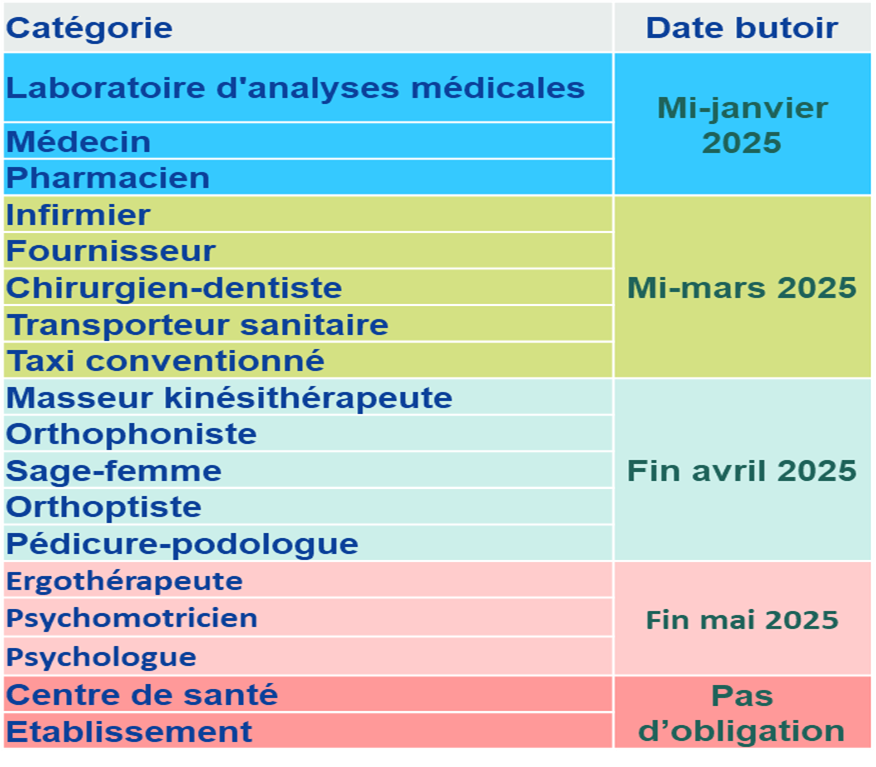 Catégorie
Date butoir
Laboratoire d'analyses médicales
Médecin
Pharmacien
Mi-janvier
2025
Infirmier
Fournisseur
Chirurgien-dentiste
Transporteur sanitaire
Taxi conventionné
Mi-mars 2025
Masseur kinésithérapeute
Orthophoniste
Sage-femme
Orthoptiste
Pédicure-podologue
Fin avril 2025
Ergothérapeute
Psychomotricien
Psychologue
Fin mai 2025
Centre de santé
Etablissement
Pas
d’obligation